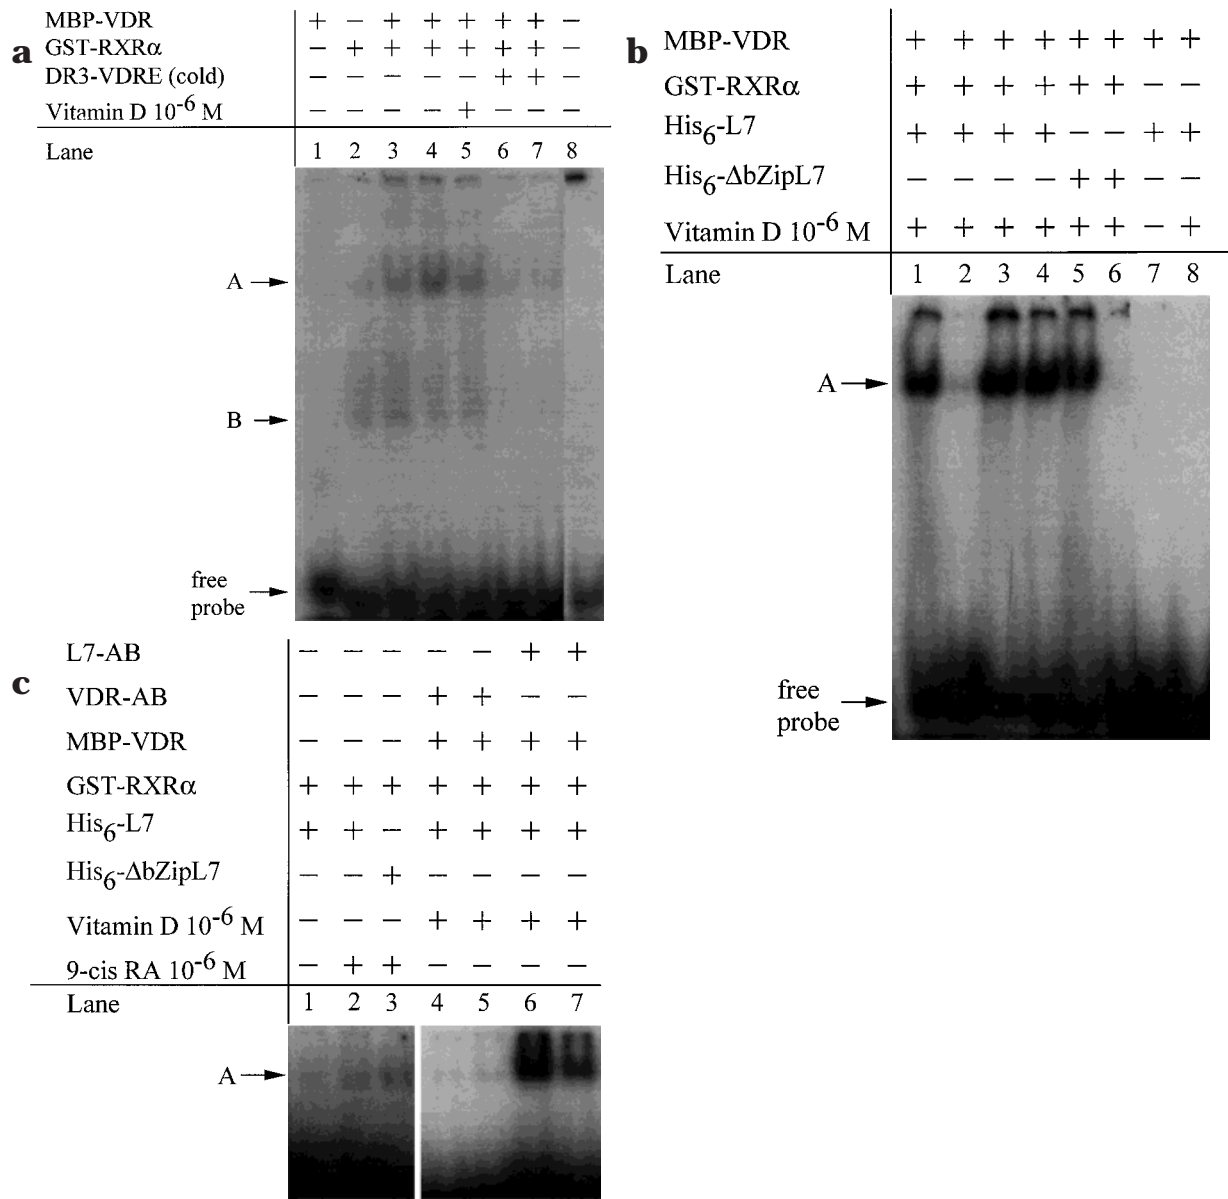 a
MBP-VDR + − + + + + + −
GST-RXRα − + + + + + + −
DR3-VDRE (cold) − − − − − + + −
Vitamin D 10⁻⁶ M − − − − + − − −
Lane 1 2 3 4 5 6 7 8
A
B
free
probe
b
MBP-VDR + + + + + + + +
GST-RXRα + + + + + + − −
His₆-L7 + + + + − − + +
His₆-ΔbZipL7 − − − − + + − −
Vitamin D 10⁻⁶ M + + + + + + − +
Lane 1 2 3 4 5 6 7 8
A
free
probe
c
L7-AB − − − − − + +
VDR-AB − − − + + − −
MBP-VDR − − − + + + +
GST-RXRα + + + + + + +
His₆-L7 + + − + + + +
His₆-ΔbZipL7 − − + − − − −
Vitamin D 10⁻⁶ M − − − + + + +
9-cis RA 10⁻⁶ M − + + − − − −
Lane 1 2 3 4 5 6 7
A